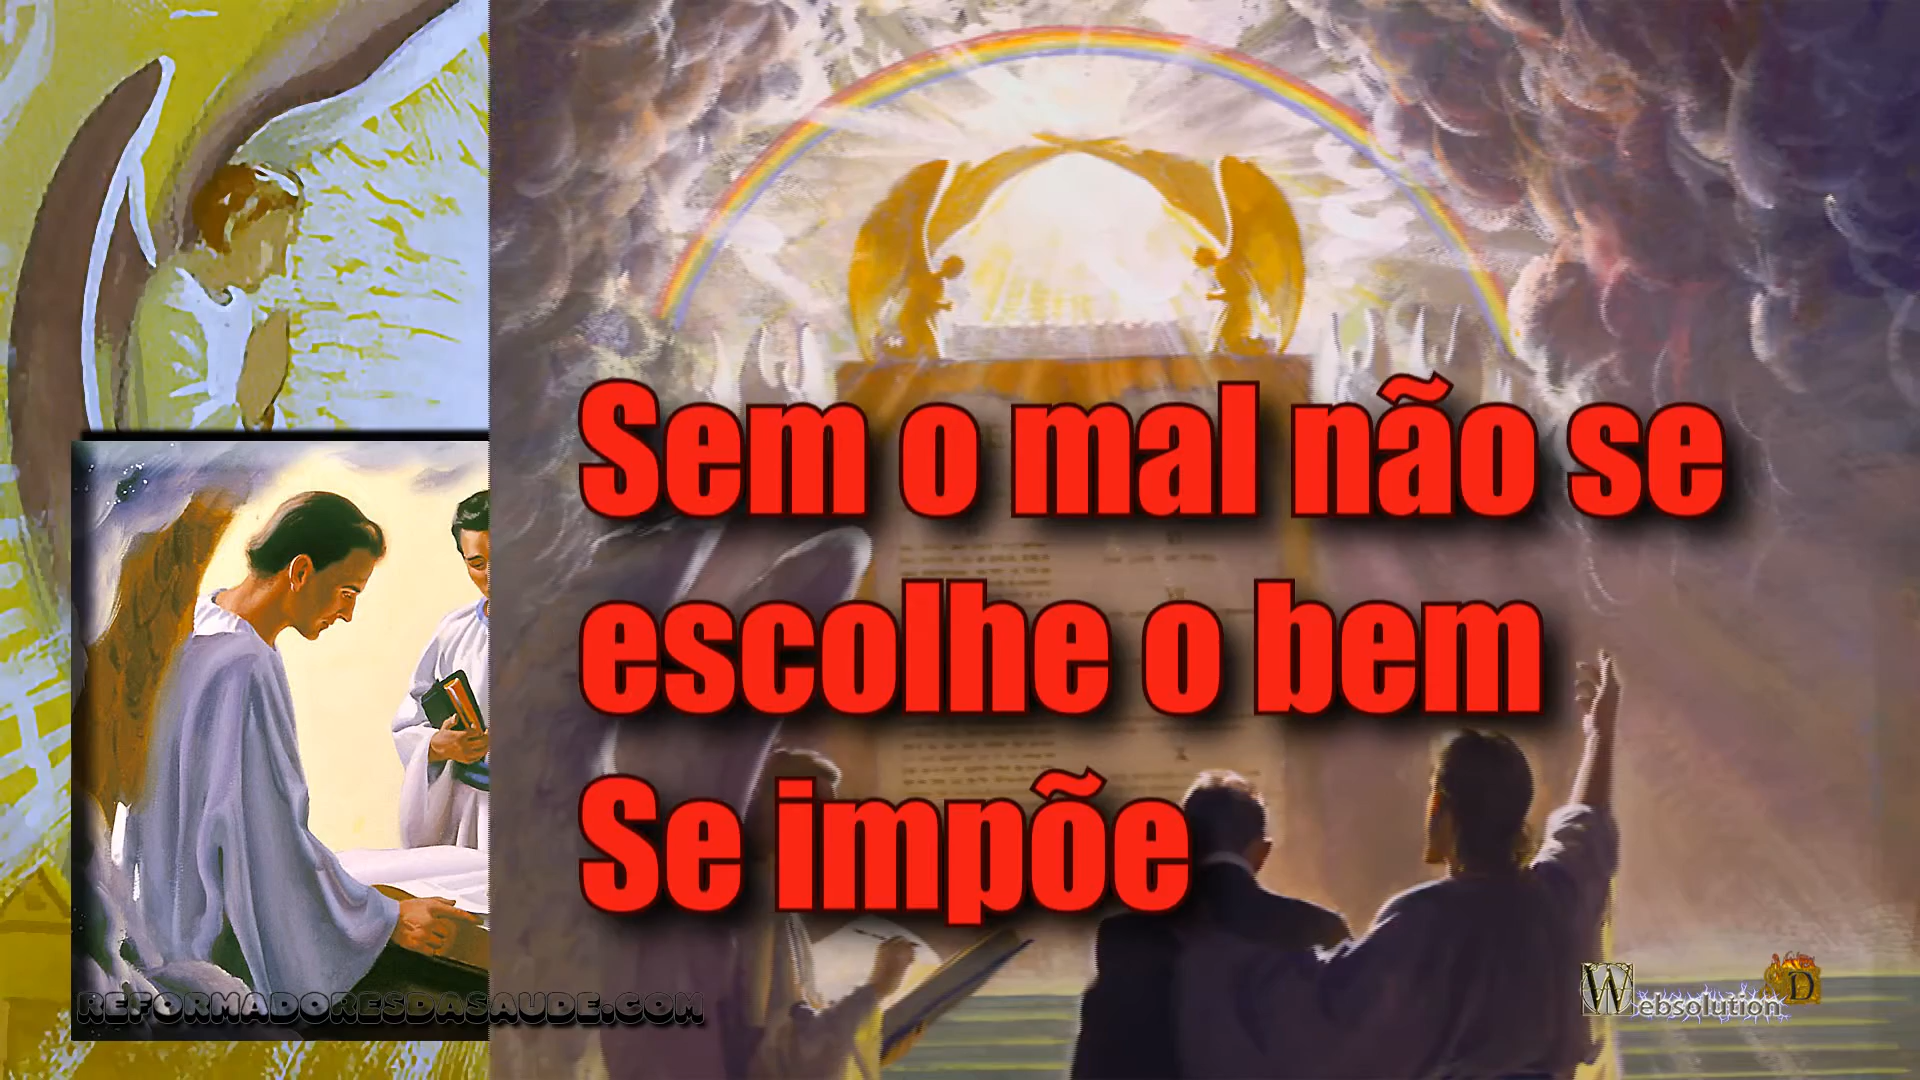 Sem o mal não se
escolhe o bem
Se impõe
REFORMADORESDASAUDE.COM
Websolution
D